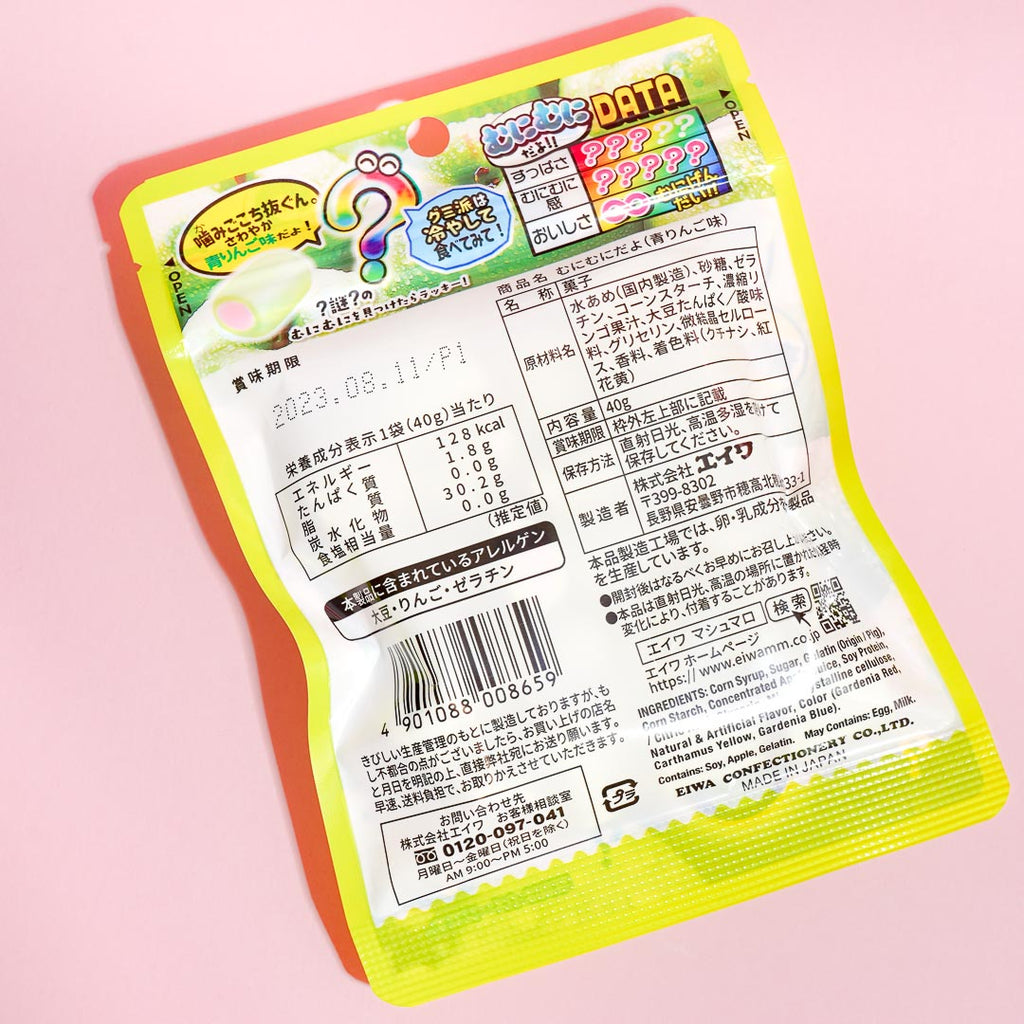 噛みごこち抜ぐん。
さわやか
青りんご味だよ!
グミ派は
冷やして
食べてみて!
?謎?の
むにむにを見つけたらラッキー!
むにむに
だよ!!
DATA
すっぱさ ?????
むにむに感 ?????
おいしさ ∞ むにげんだい!!
OPEN
OPEN
賞味期限
2023.08.11/P1
栄養成分表示1袋(40g)当たり
エネルギー 128 kcal
たんぱく質 1.8g
脂質 0.0g
炭水化物 30.2g
食塩相当量 0.0g
(推定値)
本製品に含まれているアレルゲン
大豆・りんご・ゼラチン
4 901088 008659
きびしい生産管理のもとに製造しておりますが、も
し不都合の点がございましたら、お買い上げの店名
と月日を明記の上、直接弊社宛にお送り願います。
早速、送料負担で、お取りかえさせていただきます。
お問い合わせ先
株式会社エイワ お客様相談室
0120-097-041
月曜日〜金曜日(祝日を除く)
AM 9:00〜PM 5:00
商品名 むにむにだよ(青りんご味)
名称 菓子
原材料名 水あめ(国内製造)、砂糖、ゼラ
チン、コーンスターチ、濃縮リ
ンゴ果汁、大豆たんぱく/酸味
料、グリセリン、微結晶セルロー
ス、香料、着色料(クチナシ、紅
花黄)
内容量 40g
賞味期限 枠外左上部に記載
保存方法 直射日光、高温多湿を避けて
保存してください。
製造者 株式会社 エイワ
〒399-8302
長野県安曇野市穂高北 33-1
本品製造工場では、卵・乳成分 製品
を生産しています。
●開封後はなるべくお早めにお召し上 さい。
●本品は直射日光、高温の場所に置かれ 経時
変化により、付着することがあります。
エイワ マシュマロ 検索
エイワ ホームページ
https://www.eiwamm.co.jp
INGREDIENTS: Corn Syrup, Sugar, Gelatin (Origin / Pig),
Corn Starch, Concentrated Apple Juice, Soy Protein,
crystalline cellulose,
Natural & Artificial Flavor, Color (Gardenia Red,
Carthamus Yellow, Gardenia Blue).
Contains: Soy, Apple, Gelatin. May Contains: Egg, Milk.
EIWA CONFECTIONERY CO.,LTD.
MADE IN JAPAN
プラ